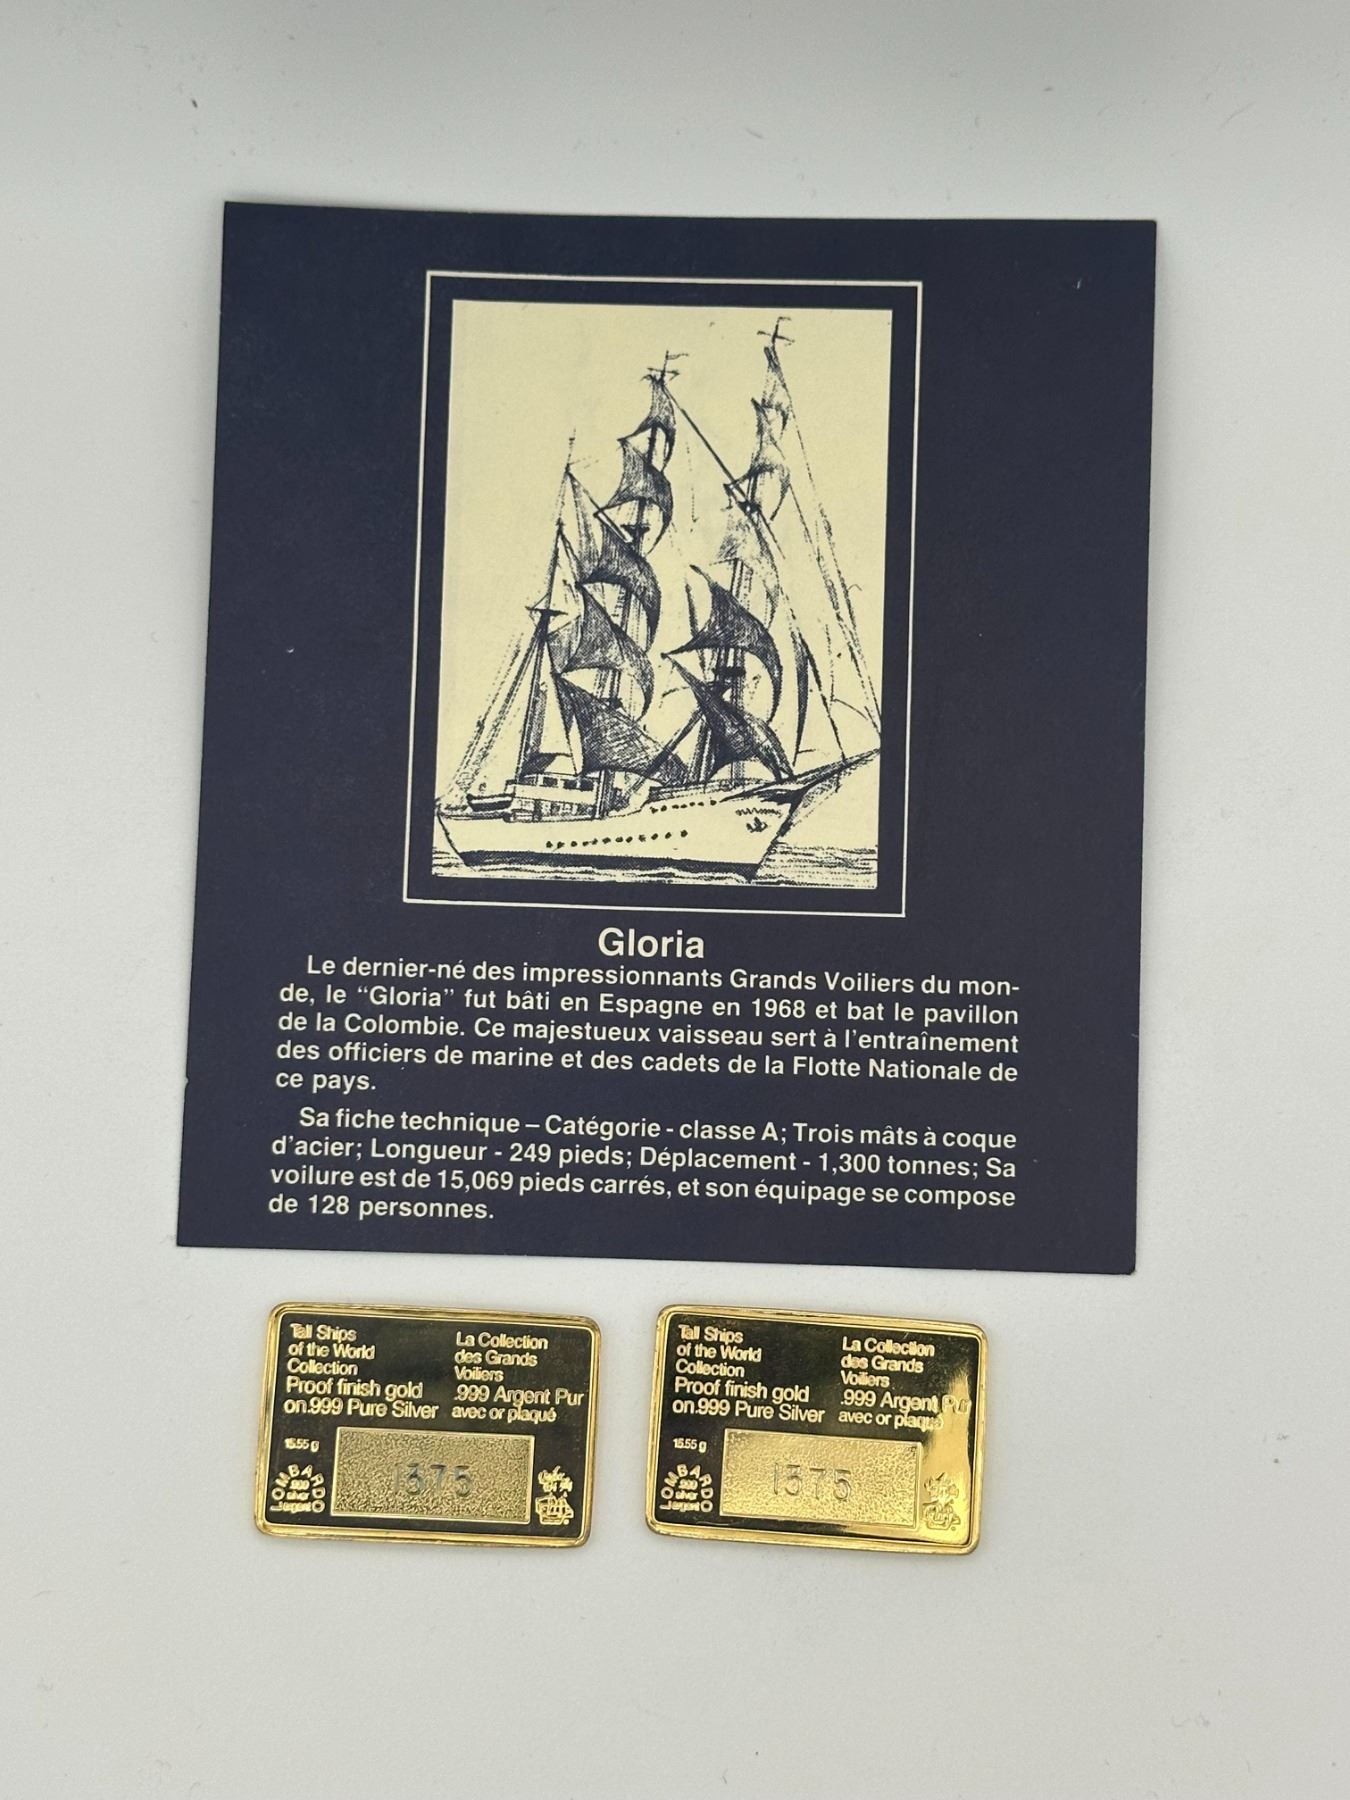 Gloria
Le dernier-né des impressionnants Grands Voiliers du mon-
de, le “Gloria” fut bâti en Espagne en 1968 et bat le pavillon
de la Colombie. Ce majestueux vaisseau sert à l’entraînement
des officiers de marine et des cadets de la Flotte Nationale de
ce pays.
Sa fiche technique – Catégorie - classe A; Trois mâts à coque
d’acier; Longueur - 249 pieds; Déplacement - 1,300 tonnes; Sa
voilure est de 15,069 pieds carrés, et son équipage se compose
de 128 personnes.
Tall Ships
of the World
Collection
Proof finish gold
on.999 Pure Silver
La Collection
des Grands
Voiliers
.999 Argent Pur
avec or plaqué
15.55 g
1375
LOMBARDO
.999
silver
argent
Tall Ships
of the World
Collection
Proof finish gold
on.999 Pure Silver
La Collection
des Grands
Voiliers
.999 Argent Pur
avec or plaqué
15.55 g
1375
LOMBARDO
.999
silver
argent